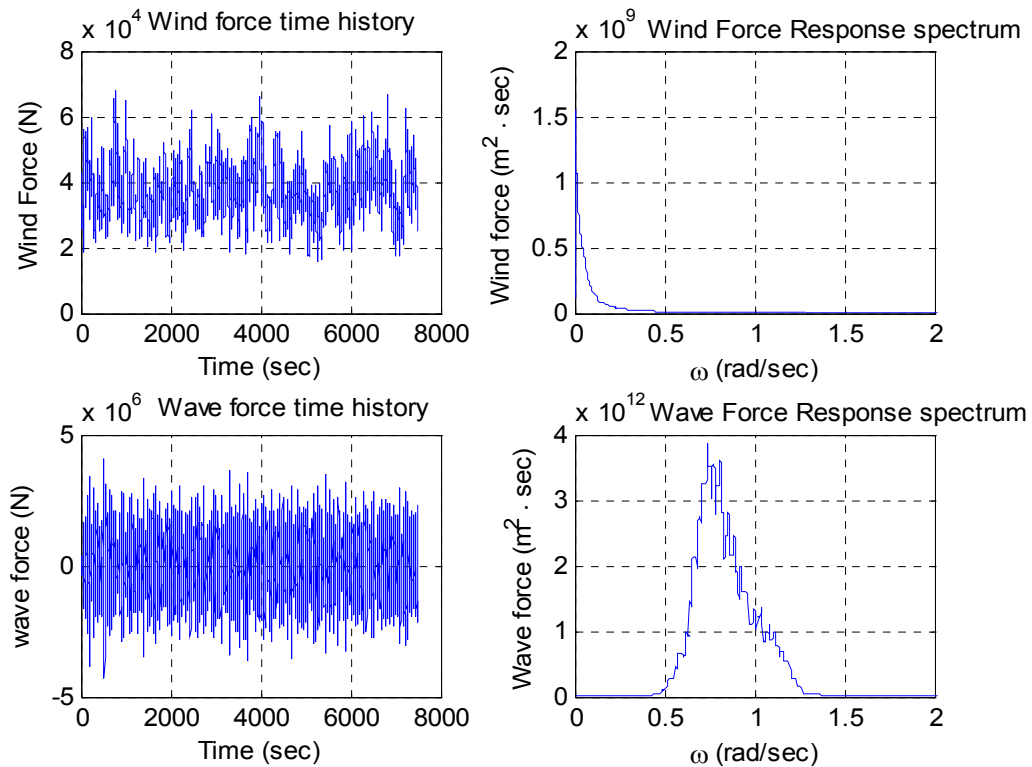 x 10^4 Wind force time history
Wind Force (N)
8
6
4
2
0
0 2000 4000 6000 8000
Time (sec)
x 10^9 Wind Force Response spectrum
Wind force (m^2 · sec)
2
1.5
1
0.5
0
0 0.5 1 1.5 2
ω (rad/sec)
x 10^6 Wave force time history
wave force (N)
5
0
-5
0 2000 4000 6000 8000
Time (sec)
x 10^12 Wave Force Response spectrum
Wave force (m^2 · sec)
4
3
2
1
0
0 0.5 1 1.5 2
ω (rad/sec)